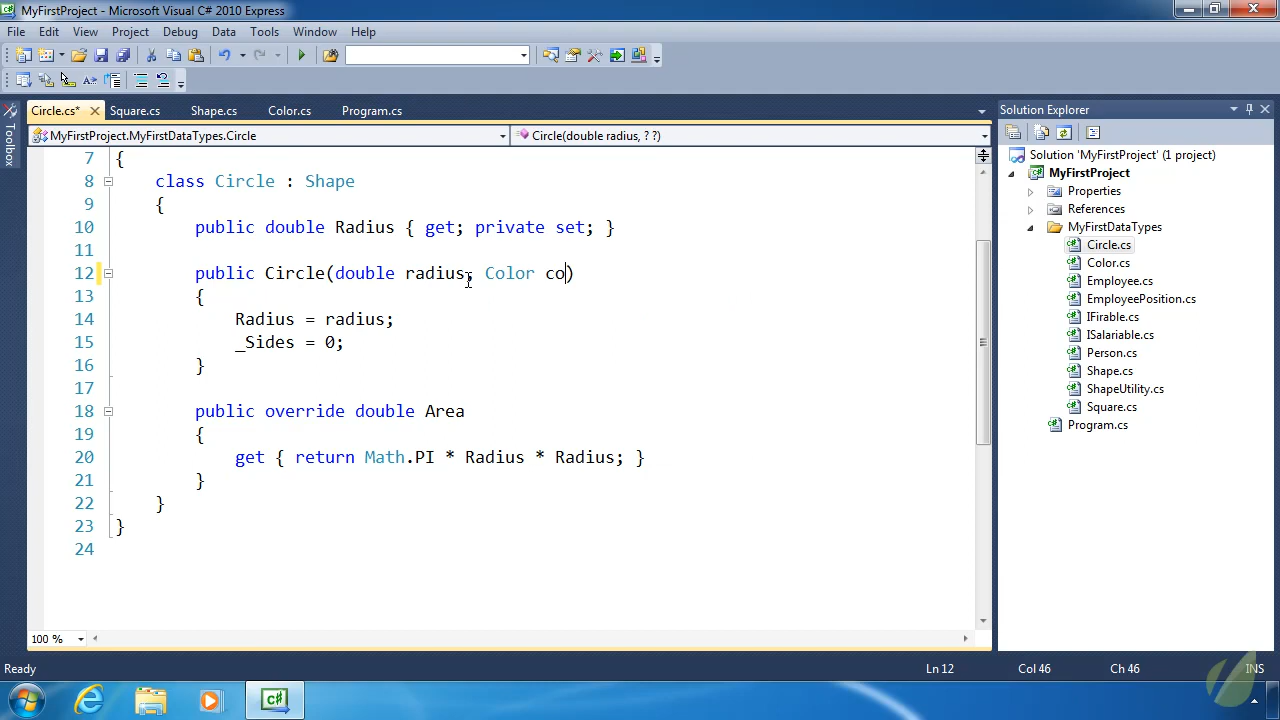 MyFirstProject - Microsoft Visual C# 2010 Express
File Edit View Project Debug Data Tools Window Help
Circle.cs* Square.cs Shape.cs Color.cs Program.cs
MyFirstProject.MyFirstDataTypes.Circle Circle(double radius, ? ?)
7 {
8 class Circle : Shape
9 {
10 public double Radius { get; private set; }
11
12 public Circle(double radius, Color co)
13 {
14 Radius = radius;
15 _Sides = 0;
16 }
17
18 public override double Area
19 {
20 get { return Math.PI * Radius * Radius; }
21 }
22 }
23 }
24
100 %
Toolbox
Solution Explorer
Solution 'MyFirstProject' (1 project)
MyFirstProject
Properties
References
MyFirstDataTypes
Circle.cs
Color.cs
Employee.cs
EmployeePosition.cs
IFirable.cs
ISalariable.cs
Person.cs
Shape.cs
ShapeUtility.cs
Square.cs
Program.cs
Ready Ln 12 Col 46 Ch 46 INS